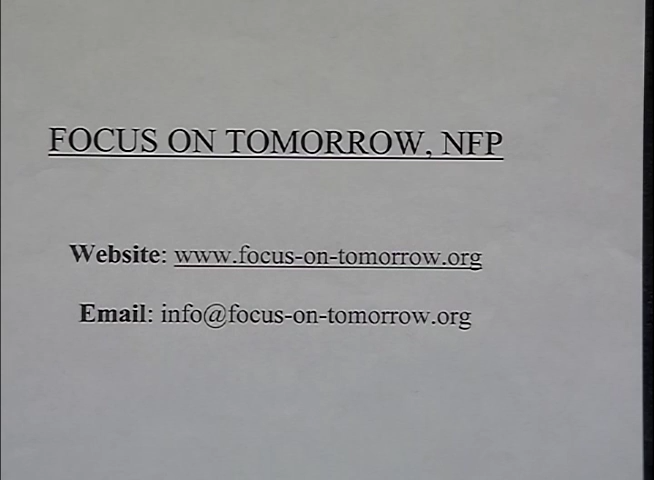 FOCUS ON TOMORROW, NFP
Website: www.focus-on-tomorrow.org
Email: info@focus-on-tomorrow.org